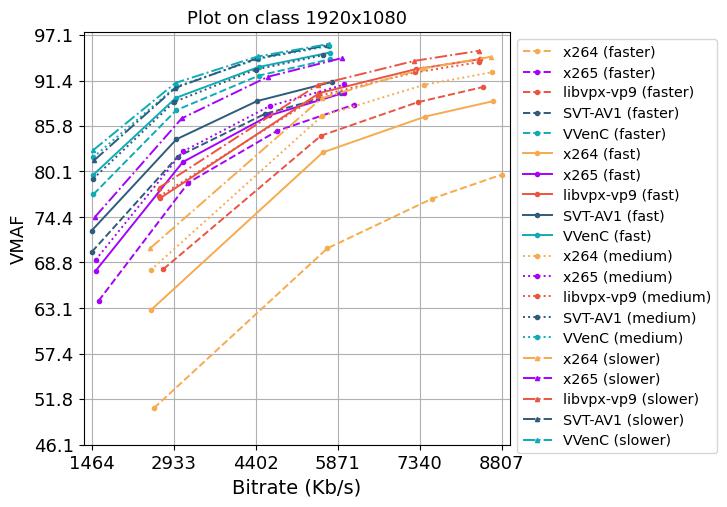 Plot on class 1920x1080
VMAF
97.1
91.4
85.8
80.1
74.4
68.8
63.1
57.4
51.8
46.1
1464 2933 4402 5871 7340 8807
Bitrate (Kb/s)
x264 (faster)
x265 (faster)
libvpx-vp9 (faster)
SVT-AV1 (faster)
VVenC (faster)
x264 (fast)
x265 (fast)
libvpx-vp9 (fast)
SVT-AV1 (fast)
VVenC (fast)
x264 (medium)
x265 (medium)
libvpx-vp9 (medium)
SVT-AV1 (medium)
VVenC (medium)
x264 (slower)
x265 (slower)
libvpx-vp9 (slower)
SVT-AV1 (slower)
VVenC (slower)